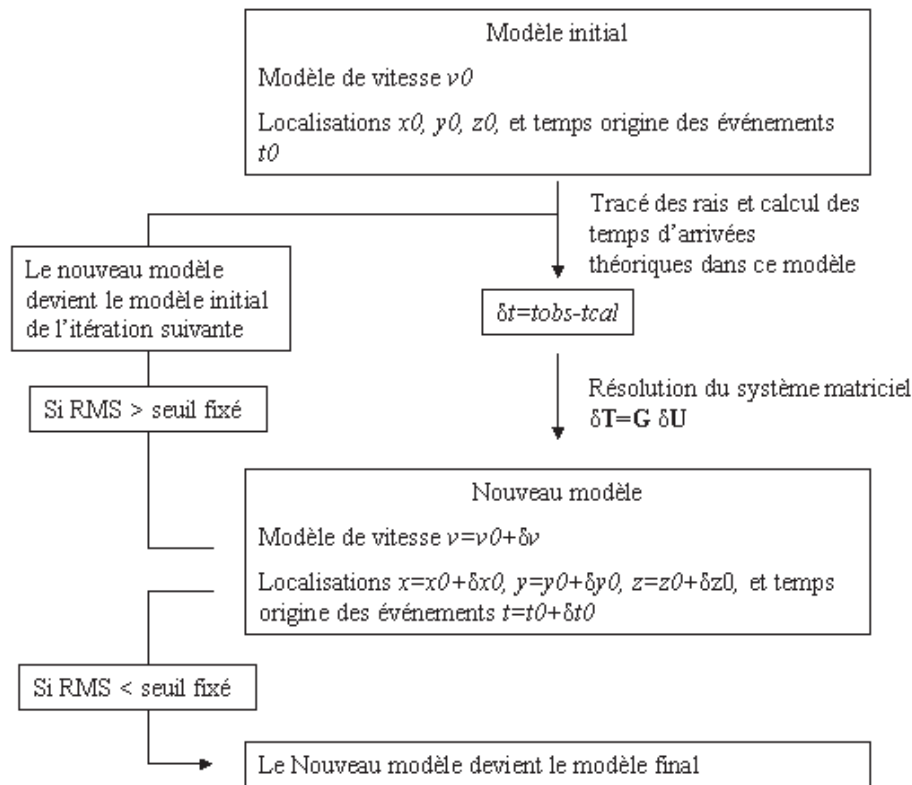 Modèle initial
Modèle de vitesse v0
Localisations x0, y0, z0, et temps origine des événements
t0
Tracé des rais et calcul des
temps d'arrivées
théoriques dans ce modèle
Le nouveau modèle
devient le modèle initial
de l'itération suivante
δt=tobs-tcal
Si RMS > seuil fixé
Résolution du système matriciel
δT=G δU
Nouveau modèle
Modèle de vitesse v=v0+δv
Localisations x=x0+δx0, y=y0+δy0, z=z0+δz0, et temps
origine des événements t=t0+δt0
Si RMS < seuil fixé
Le Nouveau modèle devient le modèle final